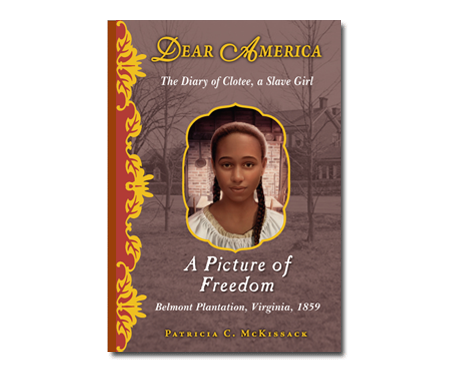 DEAR AMERICA
The Diary of Clotee, a Slave Girl
A Picture of
Freedom
Belmont Plantation, Virginia, 1859
PATRICIA C. MCKISSACK